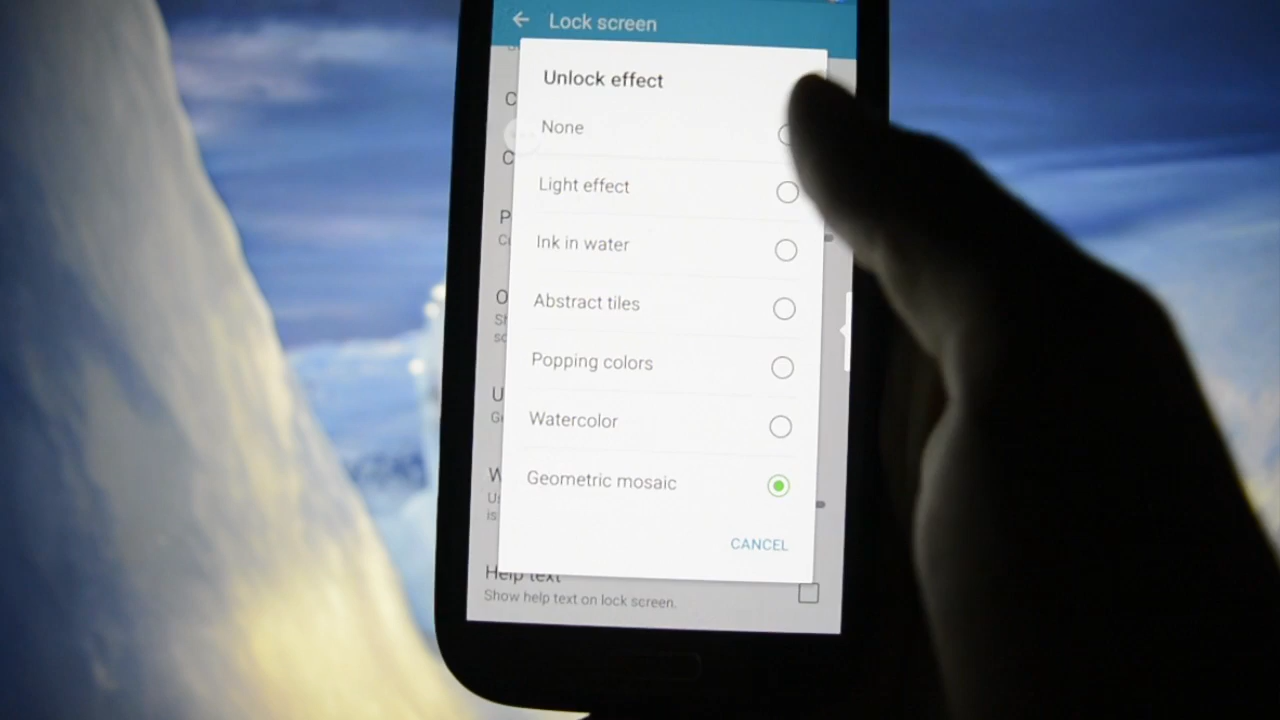 Lock screen
Unlock effect
None
Light effect
Ink in water
Abstract tiles
Popping colors
Watercolor
Geometric mosaic
CANCEL
Help text
Show help text on lock screen.